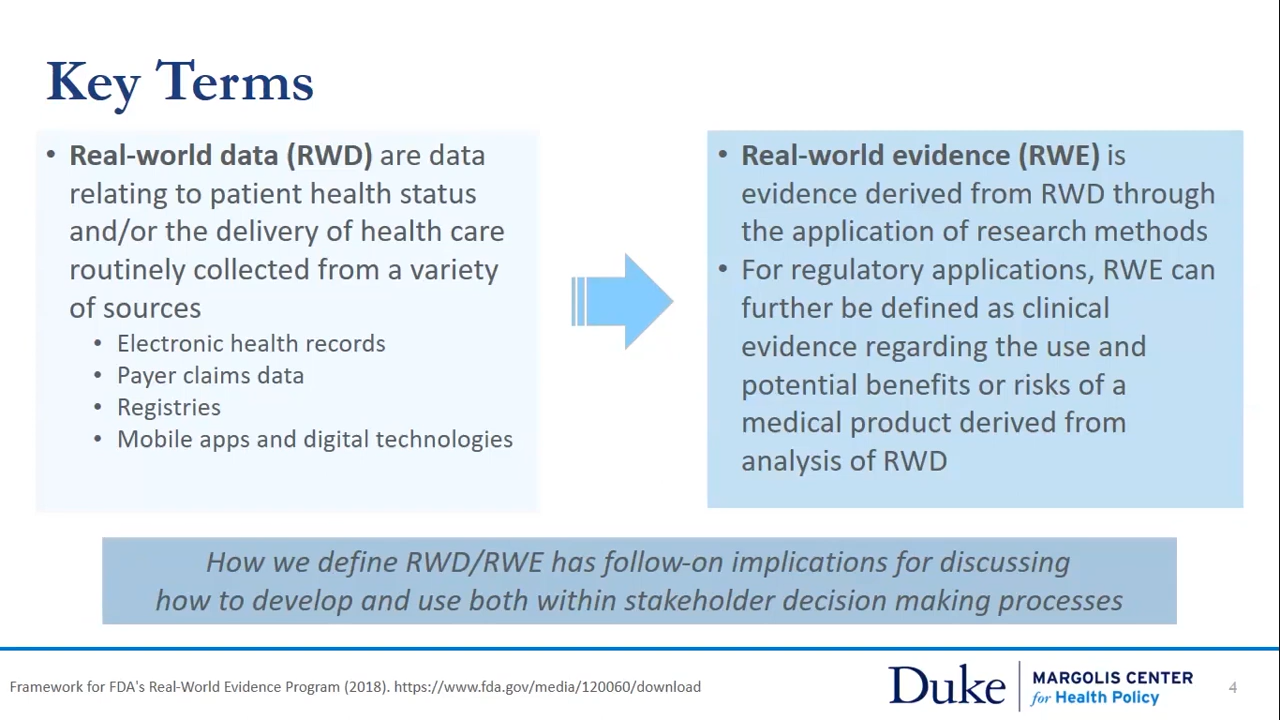 Key Terms
• Real-world data (RWD) are data
relating to patient health status
and/or the delivery of health care
routinely collected from a variety
of sources
• Electronic health records
• Payer claims data
• Registries
• Mobile apps and digital technologies
• Real-world evidence (RWE) is
evidence derived from RWD through
the application of research methods
• For regulatory applications, RWE can
further be defined as clinical
evidence regarding the use and
potential benefits or risks of a
medical product derived from
analysis of RWD
How we define RWD/RWE has follow-on implications for discussing
how to develop and use both within stakeholder decision making processes
Framework for FDA's Real-World Evidence Program (2018). https://www.fda.gov/media/120060/download
Duke
MARGOLIS CENTER
for Health Policy
4